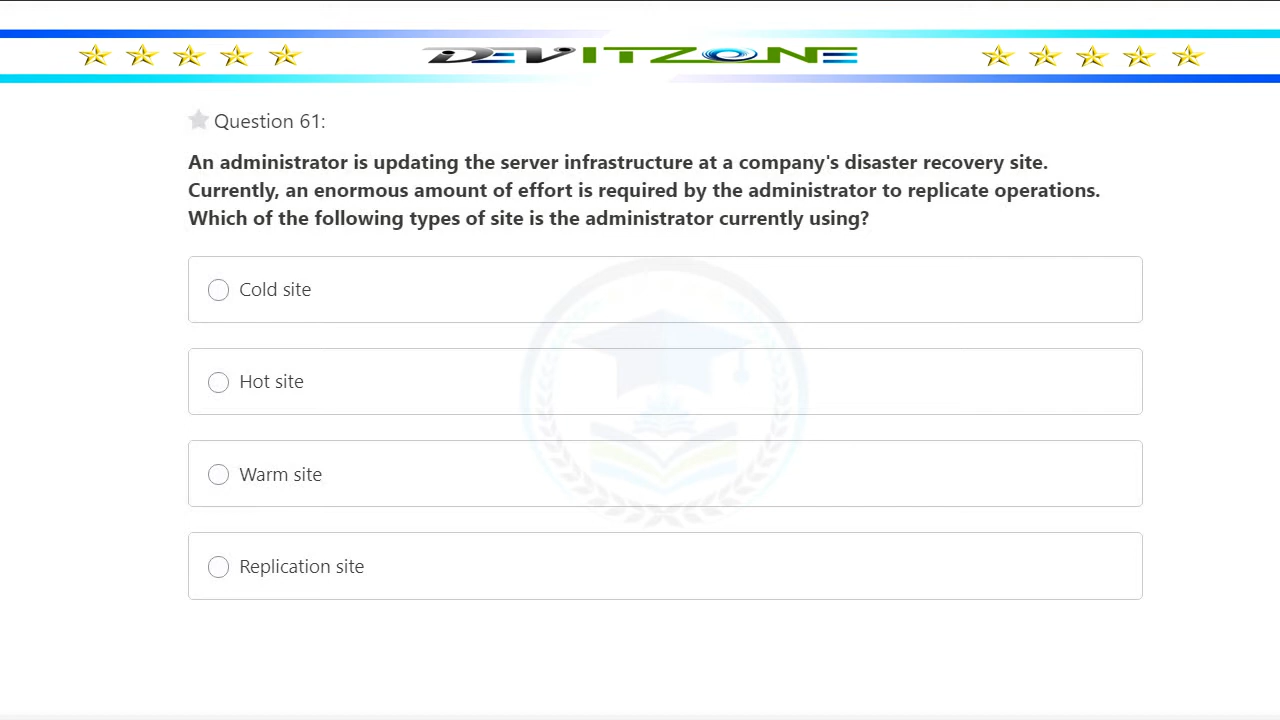 DEVITZONE
Question 61:
An administrator is updating the server infrastructure at a company's disaster recovery site.
Currently, an enormous amount of effort is required by the administrator to replicate operations.
Which of the following types of site is the administrator currently using?
Cold site
Hot site
Warm site
Replication site